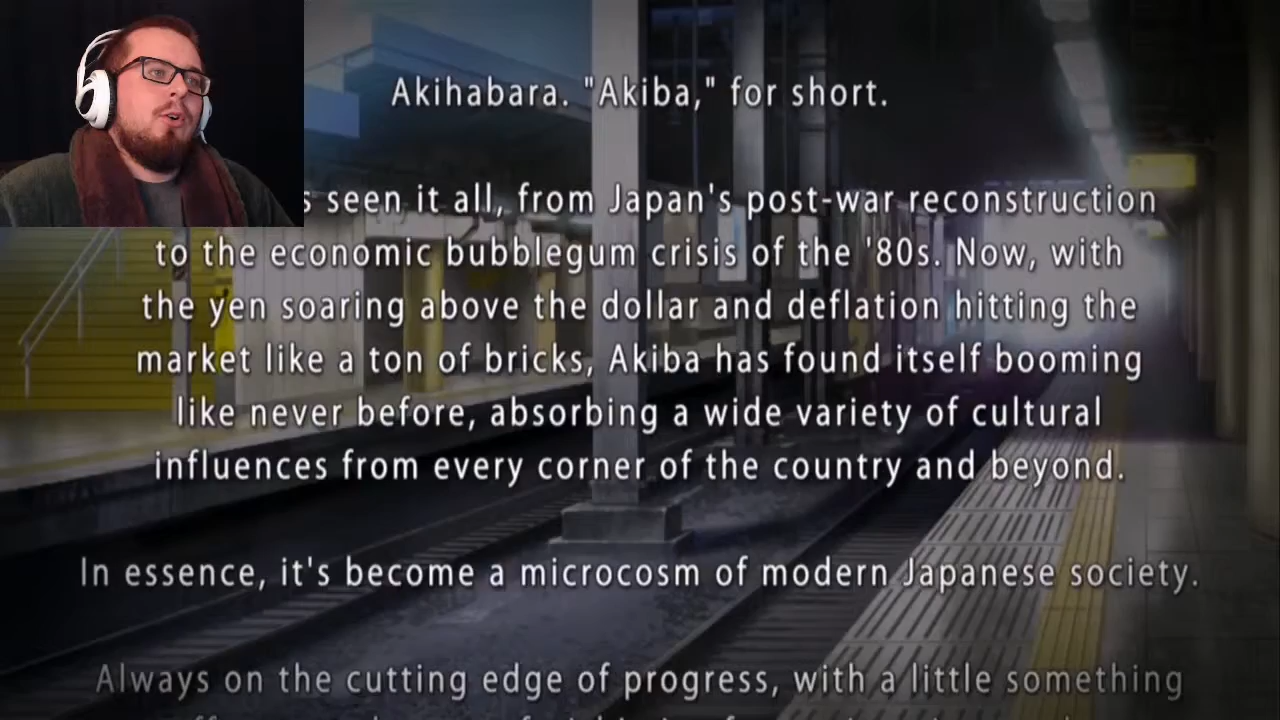 Akihabara. "Akiba," for short.
s seen it all, from Japan's post-war reconstruction
to the economic bubblegum crisis of the '80s. Now, with
the yen soaring above the dollar and deflation hitting the
market like a ton of bricks, Akiba has found itself booming
like never before, absorbing a wide variety of cultural
influences from every corner of the country and beyond.
In essence, it's become a microcosm of modern Japanese society.
Always on the cutting edge of progress, with a little something